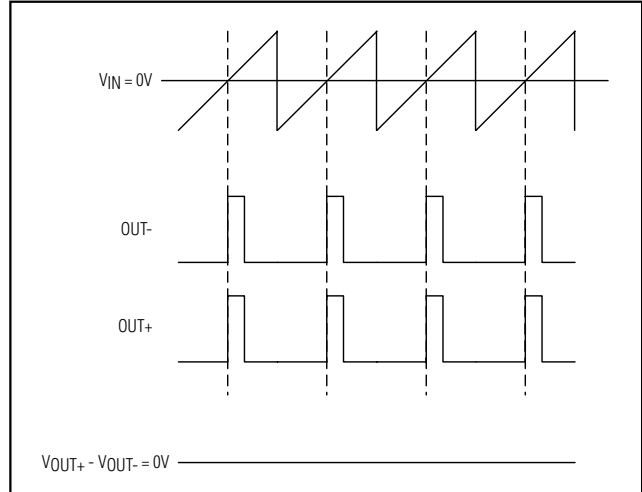 VIN = 0V
OUT-
OUT+
VOUT+ - VOUT- = 0V